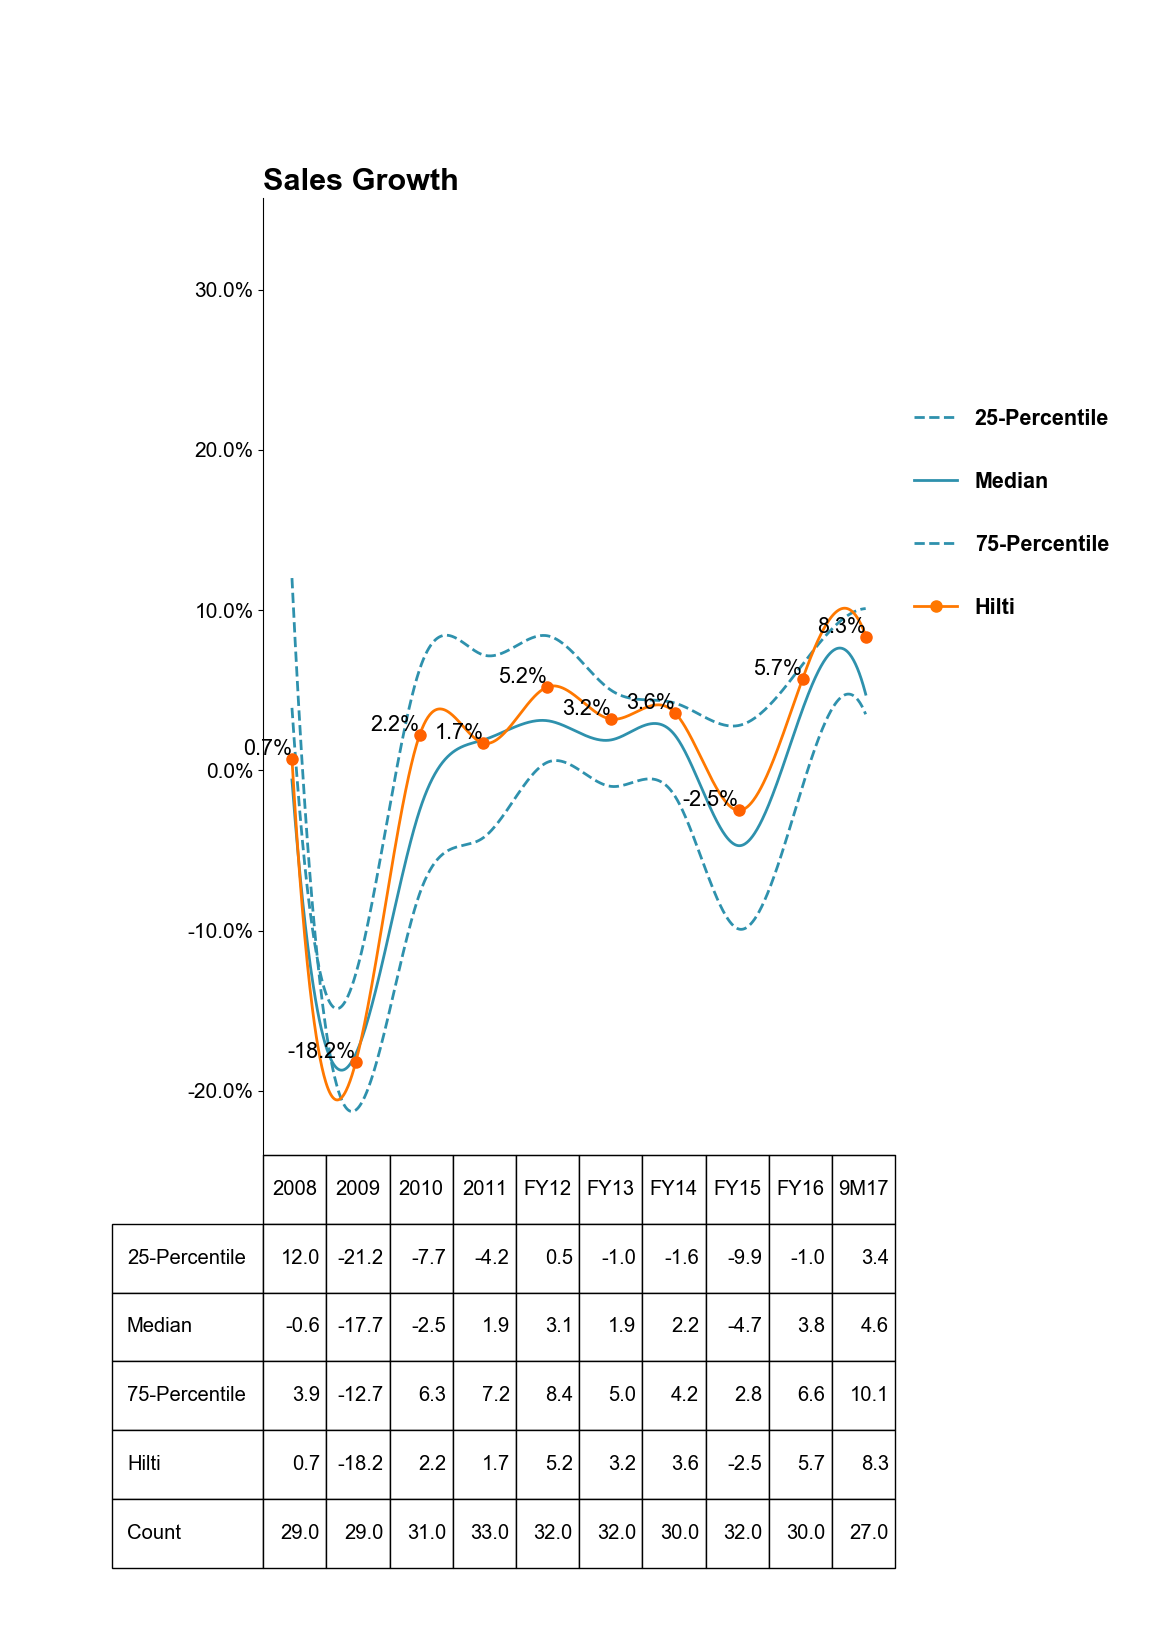 Sales Growth
30.0%
20.0%
10.0%
0.0%
-10.0%
-20.0%
0.7%
-18.2%
2.2%
1.7%
5.2%
3.2%
3.6%
-2.5%
5.7%
8.3%
25-Percentile
Median
75-Percentile
Hilti
2008 2009 2010 2011 FY12 FY13 FY14 FY15 FY16 9M17
25-Percentile 12.0 -21.2 -7.7 -4.2 0.5 -1.0 -1.6 -9.9 -1.0 3.4
Median -0.6 -17.7 -2.5 1.9 3.1 1.9 2.2 -4.7 3.8 4.6
75-Percentile 3.9 -12.7 6.3 7.2 8.4 5.0 4.2 2.8 6.6 10.1
Hilti 0.7 -18.2 2.2 1.7 5.2 3.2 3.6 -2.5 5.7 8.3
Count 29.0 29.0 31.0 33.0 32.0 32.0 30.0 32.0 30.0 27.0